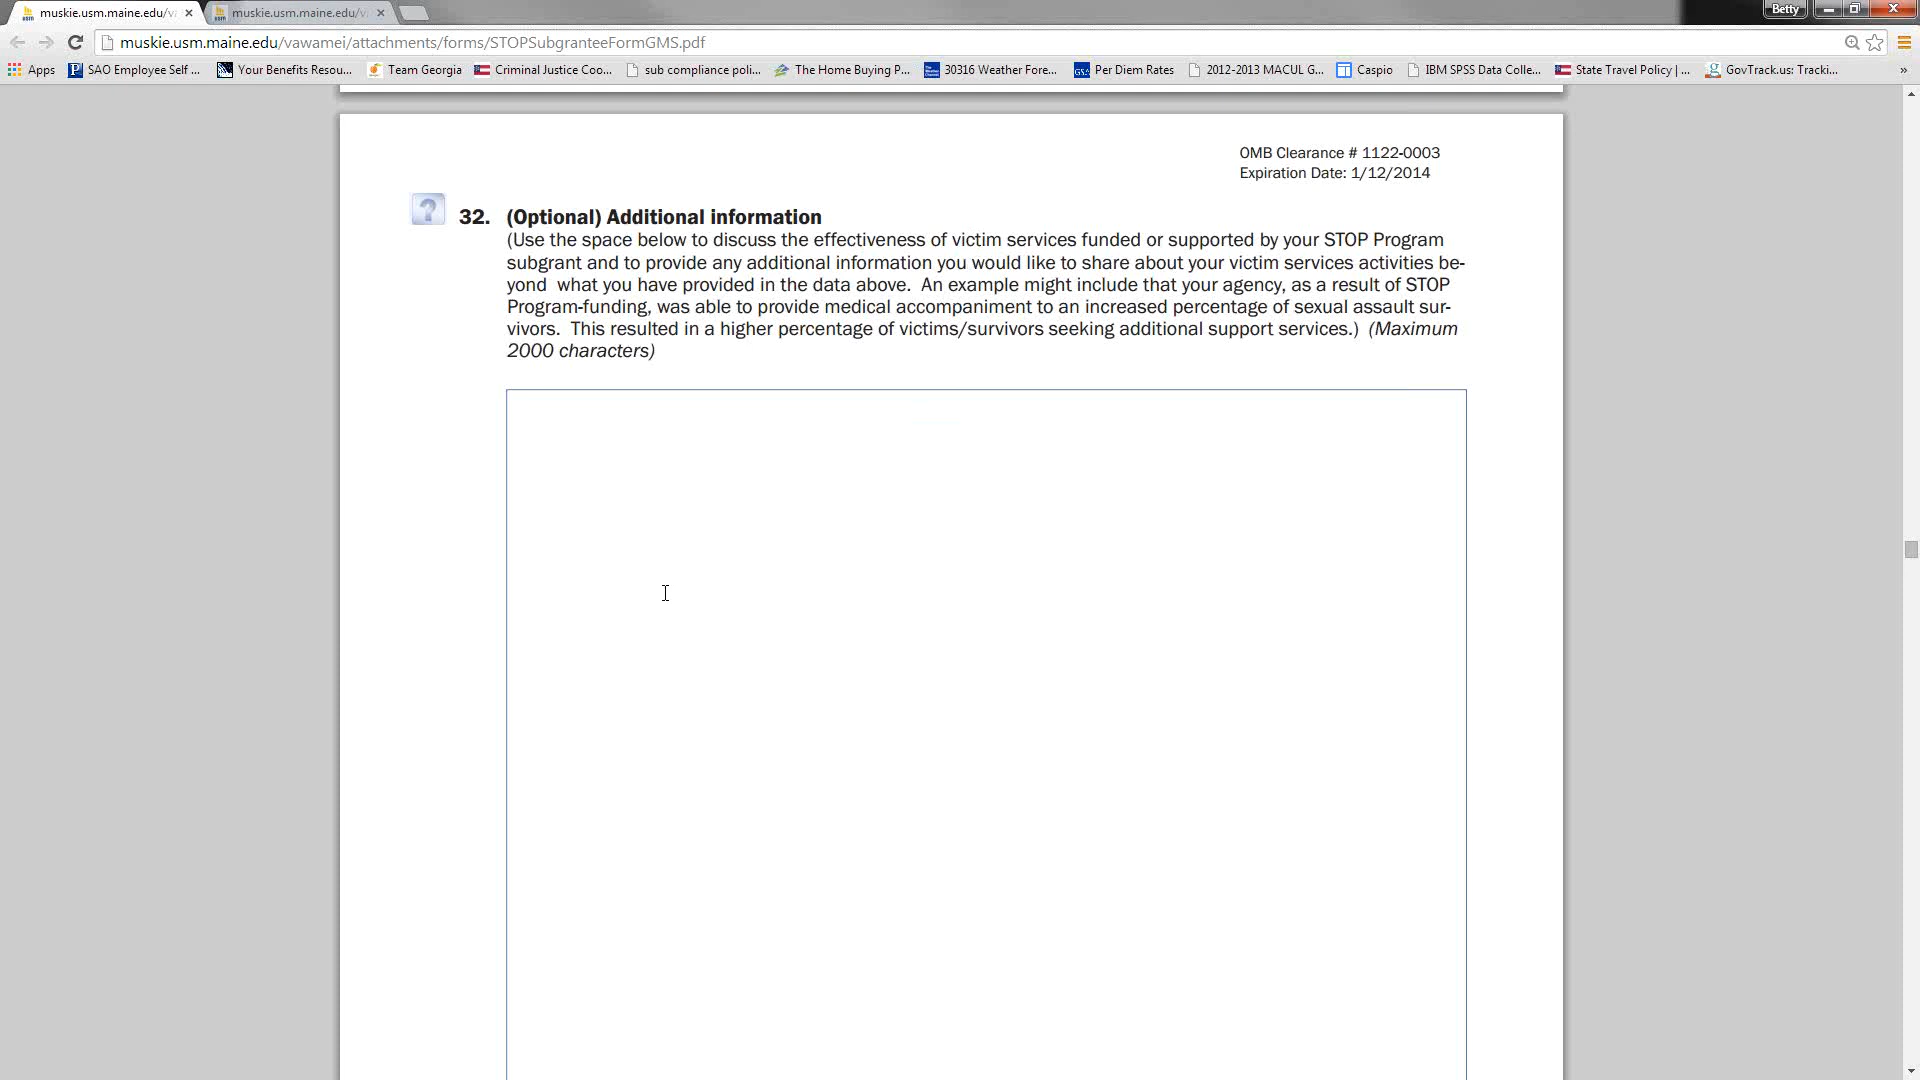 muskie.usm.maine.edu/v
muskie.usm.maine.edu/v
Betty
muskie.usm.maine.edu/vawamei/attachments/forms/STOPSubgranteeFormGMS.pdf
Apps SAO Employee Self ... Your Benefits Resou... Team Georgia Criminal Justice Coo... sub compliance poli... The Home Buying P... 30316 Weather Fore... GSA Per Diem Rates 2012-2013 MACUL G... Caspio IBM SPSS Data Colle... State Travel Policy | ... GovTrack.us: Tracki... »
OMB Clearance # 1122-0003
Expiration Date: 1/12/2014
? 32. (Optional) Additional information
(Use the space below to discuss the effectiveness of victim services funded or supported by your STOP Program
subgrant and to provide any additional information you would like to share about your victim services activities be-
yond what you have provided in the data above. An example might include that your agency, as a result of STOP
Program-funding, was able to provide medical accompaniment to an increased percentage of sexual assault sur-
vivors. This resulted in a higher percentage of victims/survivors seeking additional support services.) (Maximum
2000 characters)